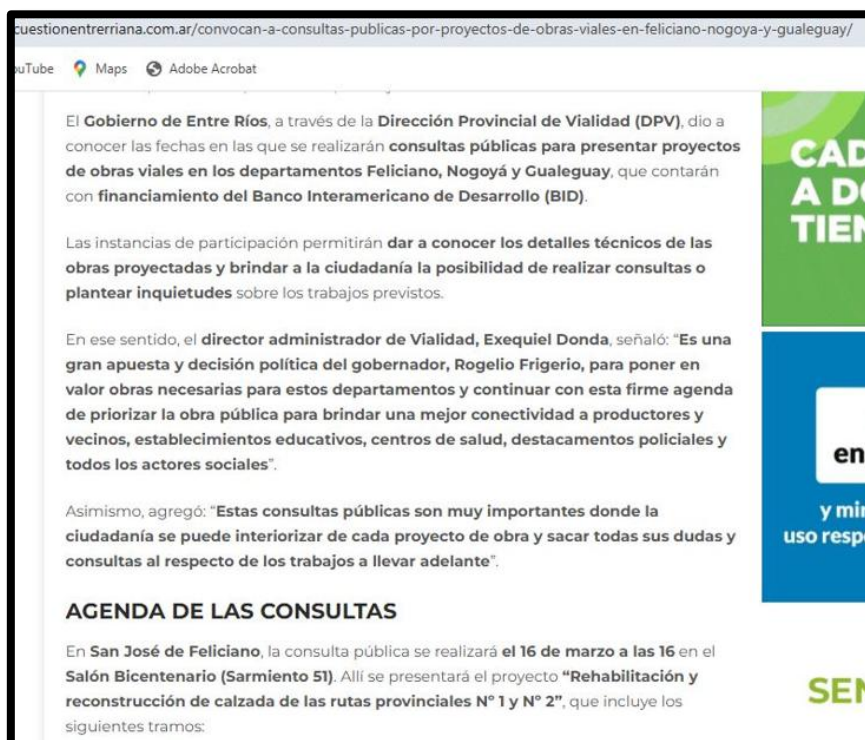 cuestionentrerriana.com.ar/convocan-a-consultas-publicas-por-proyectos-de-obras-viales-en-feliciano-nogoya-y-gualeguay/
Maps
Adobe Acrobat
El Gobierno de Entre Ríos, a través de la Dirección Provincial de Vialidad (DPV), dio a
conocer las fechas en las que se realizarán consultas públicas para presentar proyectos
de obras viales en los departamentos Feliciano, Nogoyá y Gualeguay, que contarán
con financiamiento del Banco Interamericano de Desarrollo (BID).
Las instancias de participación permitirán dar a conocer los detalles técnicos de las
obras proyectadas y brindar a la ciudadanía la posibilidad de realizar consultas o
plantear inquietudes sobre los trabajos previstos.
En ese sentido, el director administrador de Vialidad, Exequiel Donda, señaló: “Es una
gran apuesta y decisión política del gobernador, Rogelio Frigerio, para poner en
valor obras necesarias para estos departamentos y continuar con esta firme agenda
de priorizar la obra pública para brindar una mejor conectividad a productores y
vecinos, establecimientos educativos, centros de salud, destacamentos policiales y
todos los actores sociales”.
Asimismo, agregó: “Estas consultas públicas son muy importantes donde la
ciudadanía se puede interiorizar de cada proyecto de obra y sacar todas sus dudas y
consultas al respecto de los trabajos a llevar adelante”.
AGENDA DE LAS CONSULTAS
En San José de Feliciano, la consulta pública se realizará el 16 de marzo a las 16 en el
Salón Bicentenario (Sarmiento 51). Allí se presentará el proyecto “Rehabilitación y
reconstrucción de calzada de las rutas provinciales Nº 1 y Nº 2”, que incluye los
siguientes tramos:
CAD
A DO
TIEN
en
y min
uso respo
SEN